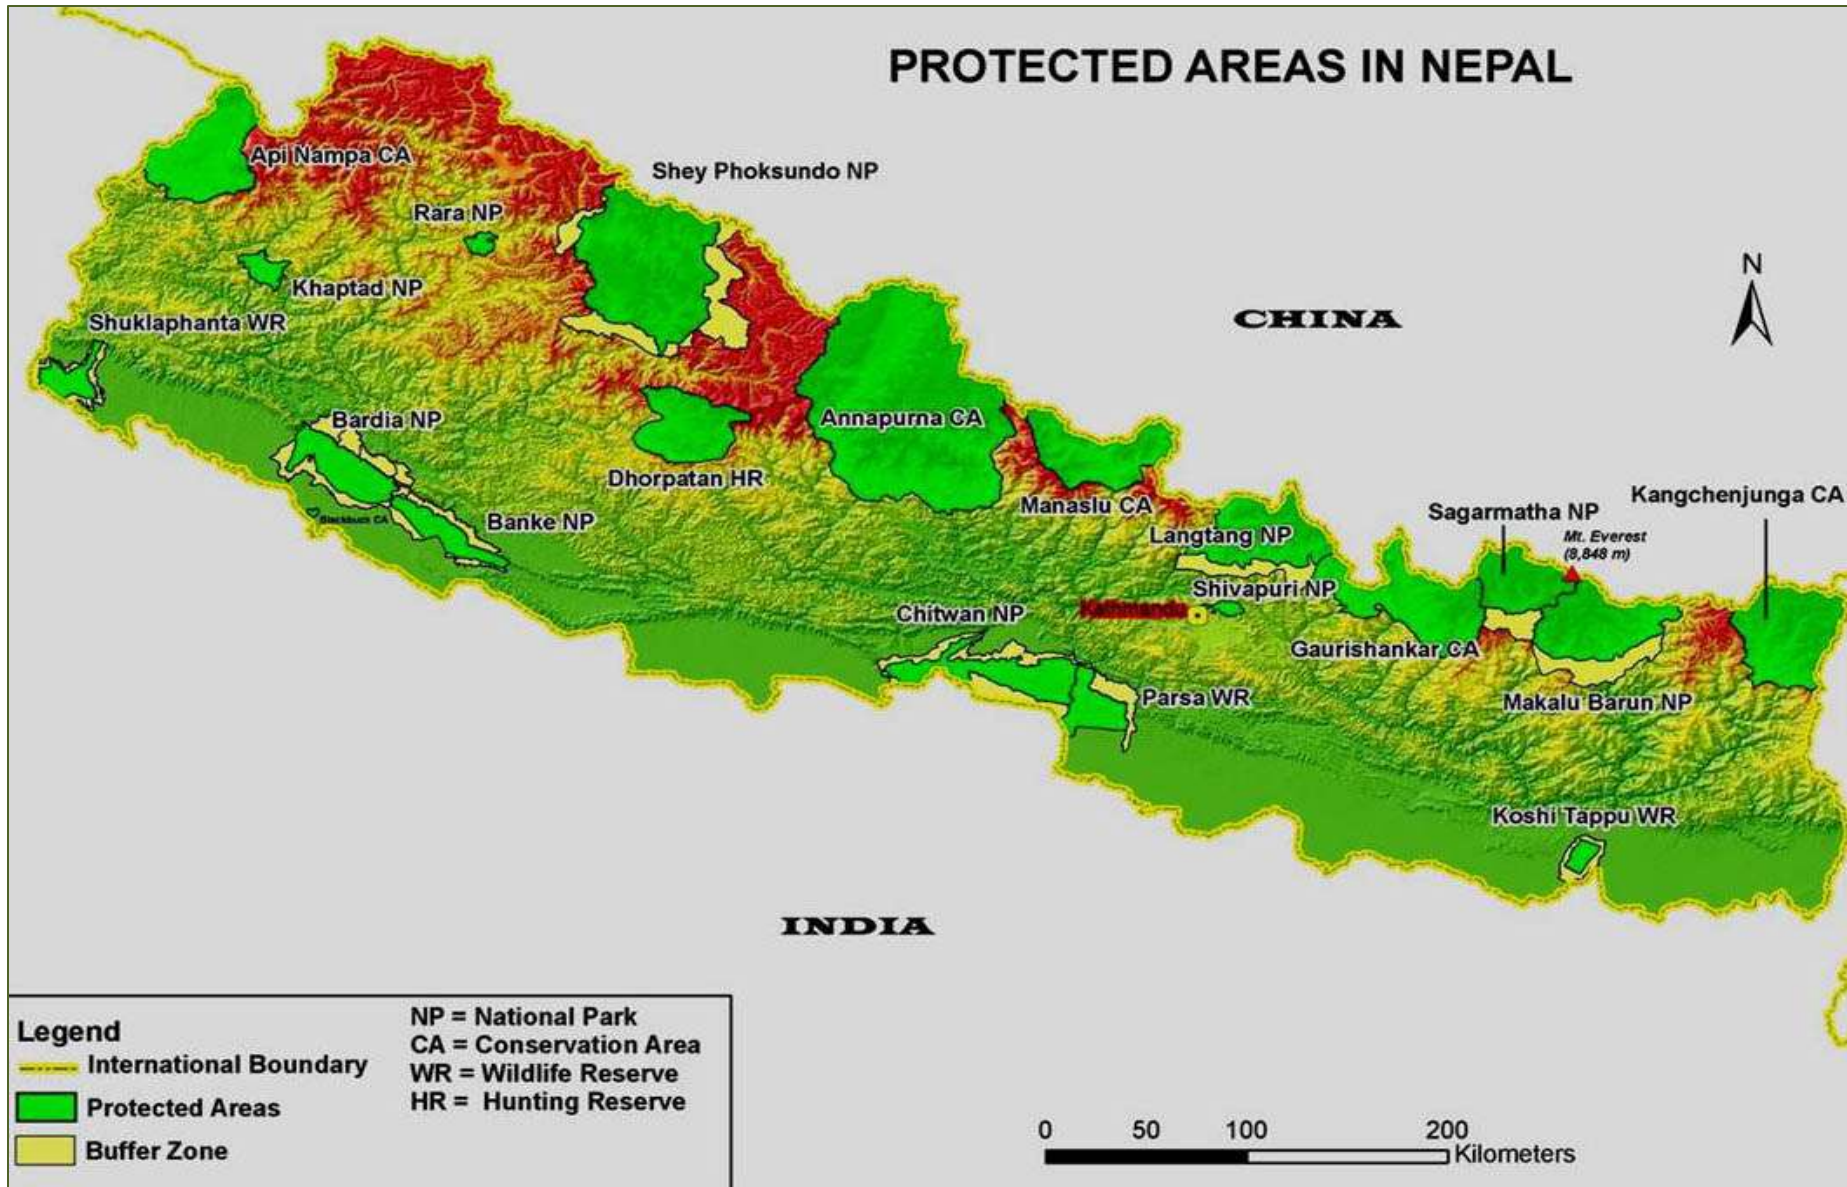 PROTECTED AREAS IN NEPAL
Api Nampa CA
Shey Phoksundo NP
Rara NP
Khaptad NP
Shuklaphanta WR
CHINA
N
Bardia NP
Annapurna CA
Dhorpatan HR
Manaslu CA
Kangchenjunga CA
Sagarmatha NP
Blackbuck CA
Banke NP
Langtang NP
Mt. Everest
(8,848 m)
Shivapuri NP
Kathmandu
Chitwan NP
Gaurishankar CA
Parsa WR
Makalu Barun NP
Koshi Tappu WR
INDIA
Legend
International Boundary
Protected Areas
Buffer Zone
NP = National Park
CA = Conservation Area
WR = Wildlife Reserve
HR = Hunting Reserve
0 50 100 200
Kilometers